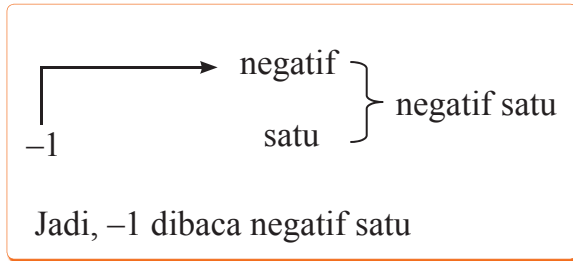 negatif
negatif satu
–1
satu
Jadi, –1 dibaca negatif satu